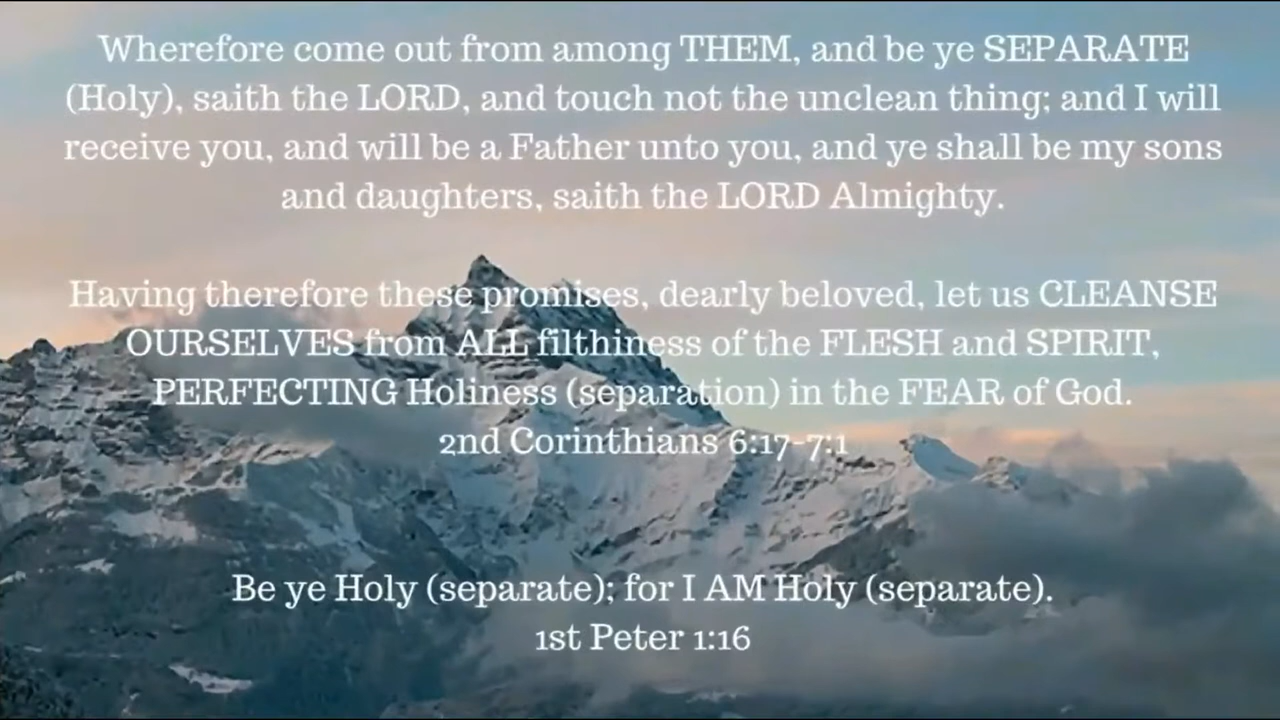 Wherefore come out from among THEM, and be ye SEPARATE
(Holy), saith the LORD, and touch not the unclean thing; and I will
receive you, and will be a Father unto you, and ye shall be my sons
and daughters, saith the LORD Almighty.
Having therefore these promises, dearly beloved, let us CLEANSE
OURSELVES from ALL filthiness of the FLESH and SPIRIT,
PERFECTING Holiness (separation) in the FEAR of God.
2nd Corinthians 6:17-7:1
Be ye Holy (separate); for I AM Holy (separate).
1st Peter 1:16